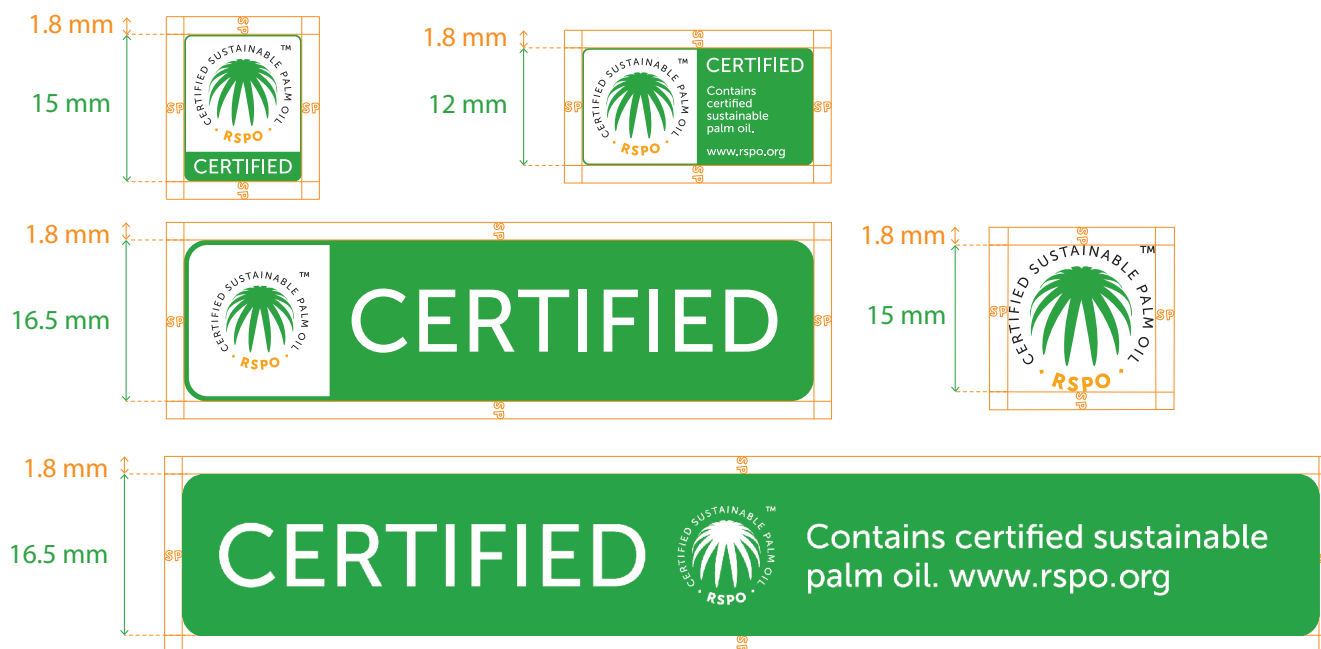 1.8 mm
15 mm
SP
SP
SP
SP
CERTIFIED SUSTAINABLE PALM OIL
TM
· RSPO ·
CERTIFIED
1.8 mm
12 mm
SP
SP
SP
SP
CERTIFIED SUSTAINABLE PALM OIL
TM
· RSPO ·
CERTIFIED
Contains
certified
sustainable
palm oil.
www.rspo.org
1.8 mm
16.5 mm
SP
SP
SP
SP
CERTIFIED SUSTAINABLE PALM OIL
TM
· RSPO ·
CERTIFIED
1.8 mm
15 mm
SP
SP
SP
SP
CERTIFIED SUSTAINABLE PALM OIL
TM
· RSPO ·
1.8 mm
16.5 mm
SP
SP
SP
CERTIFIED
CERTIFIED SUSTAINABLE PALM OIL
TM
· RSPO ·
Contains certified sustainable
palm oil. www.rspo.org